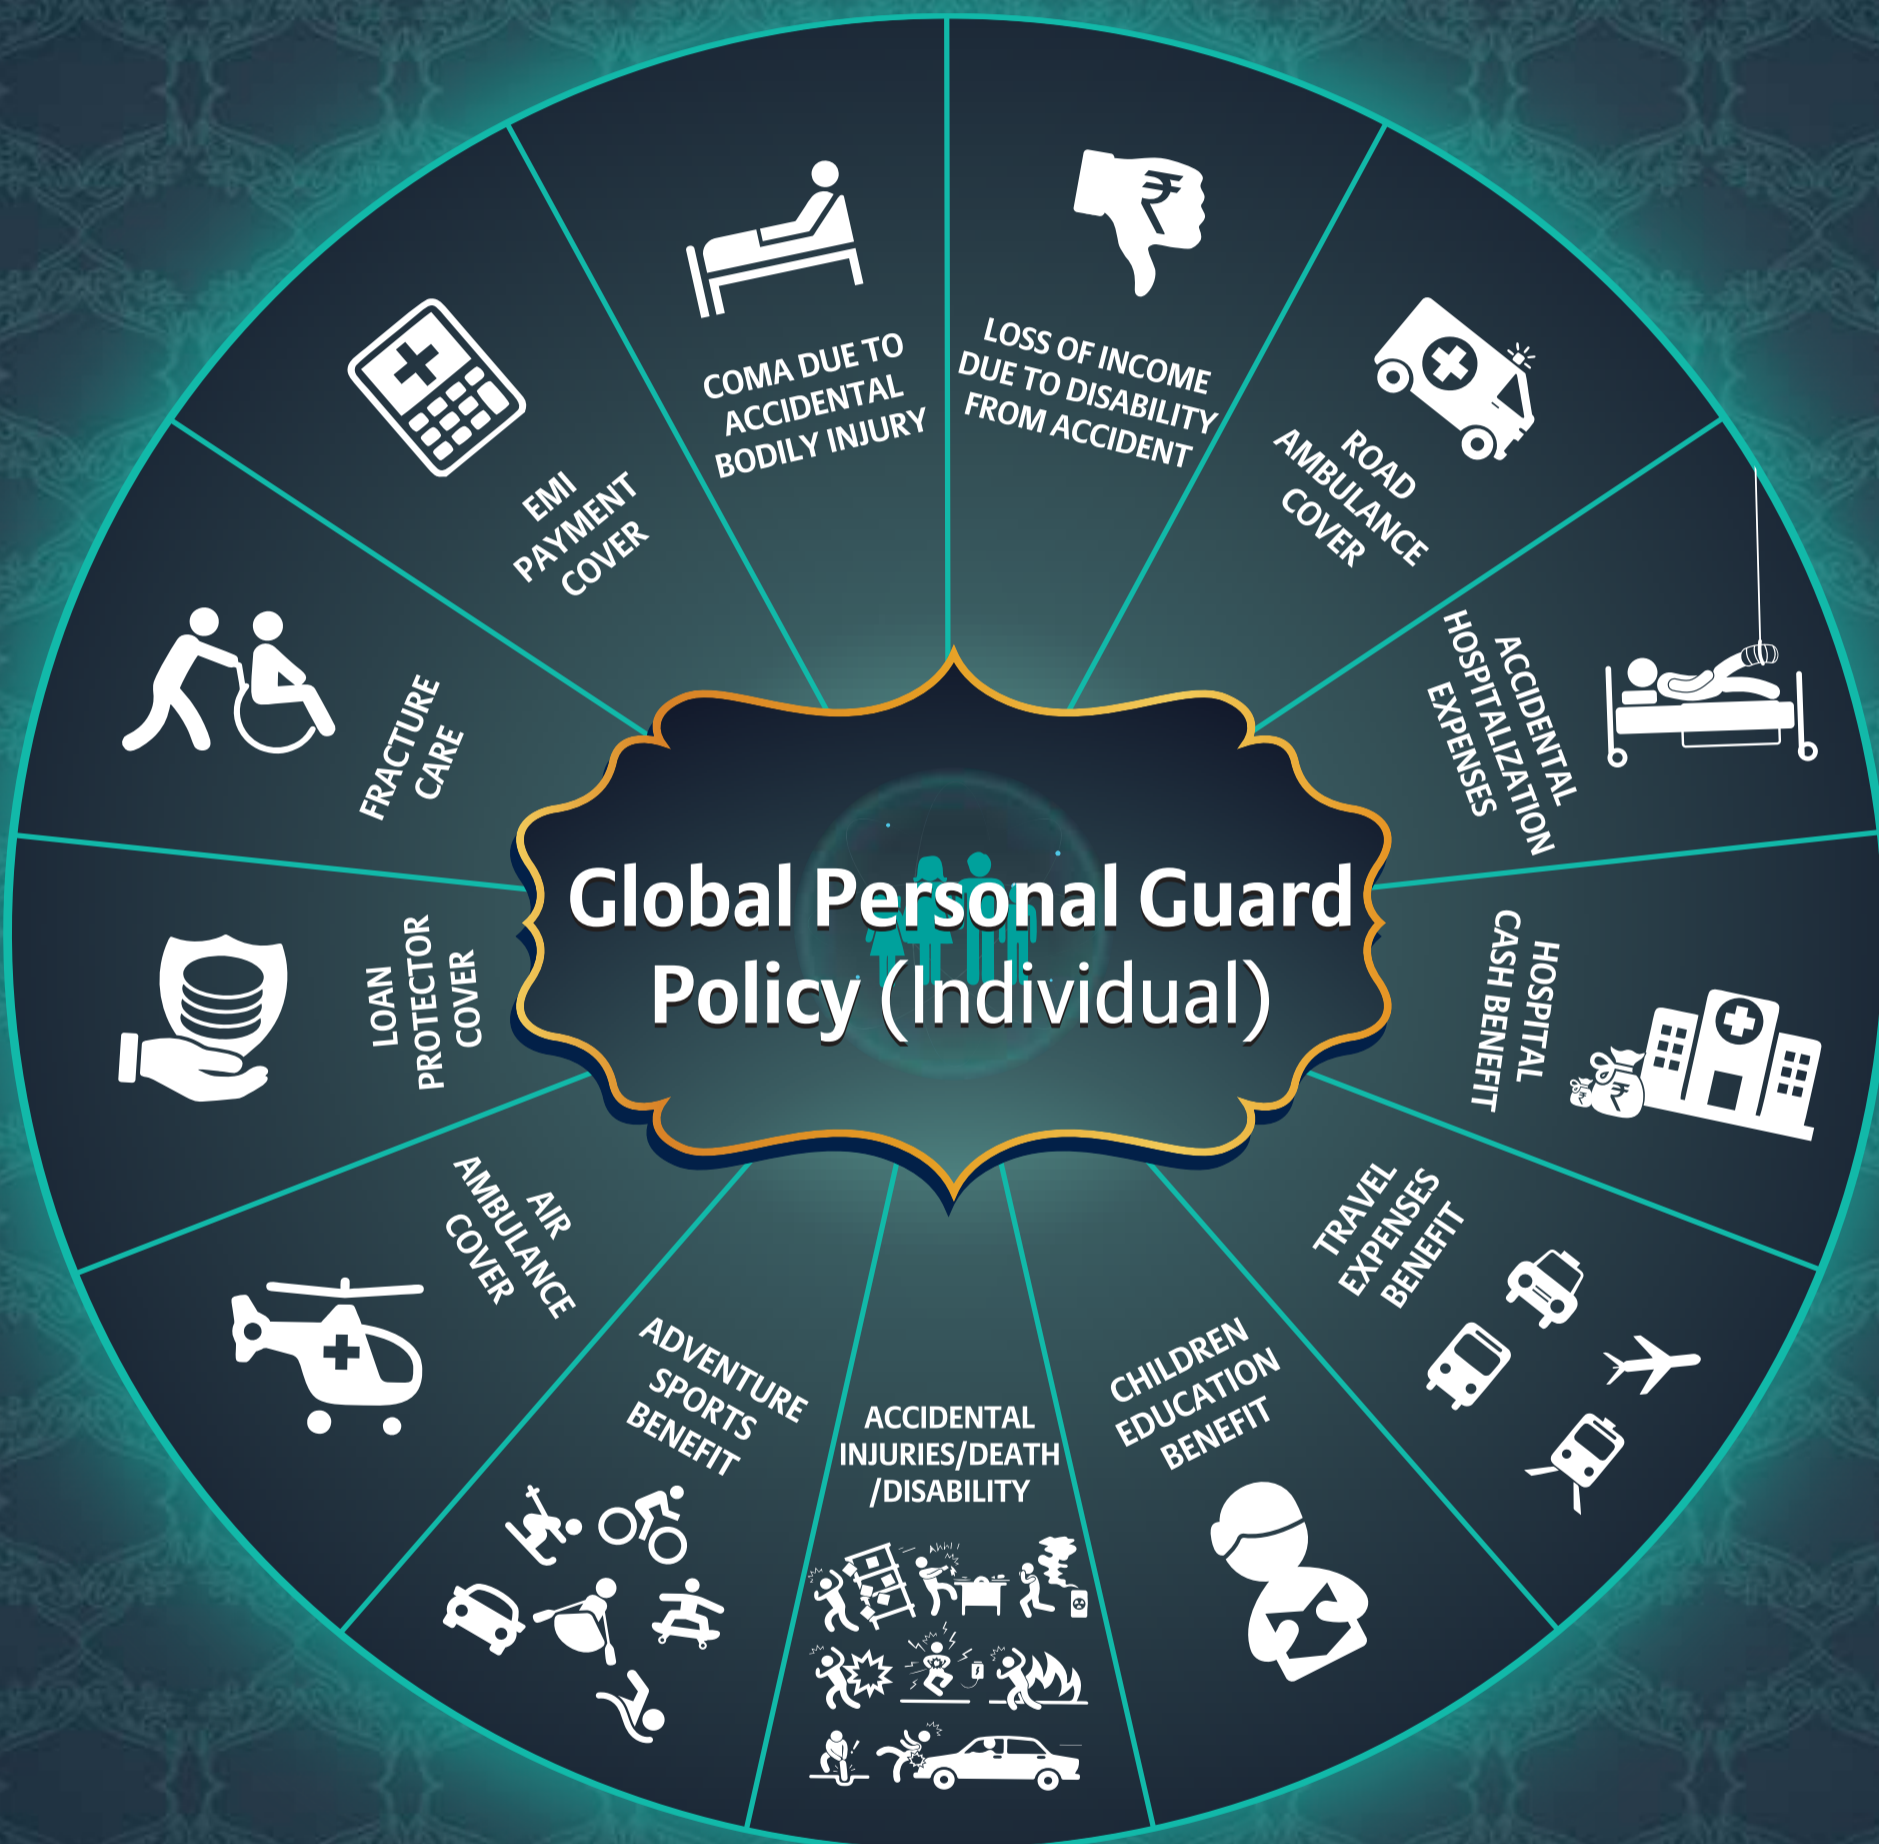 Global Personal Guard
Policy (Individual)
COMA DUE TO
ACCIDENTAL
BODILY INJURY
LOSS OF INCOME
DUE TO DISABILITY
FROM ACCIDENT
ROAD
AMBULANCE
COVER
ACCIDENTAL
HOSPITALIZATION
EXPENSES
HOSPITAL
CASH BENEFIT
TRAVEL
EXPENSES
BENEFIT
CHILDREN
EDUCATION
BENEFIT
ACCIDENTAL
INJURIES/DEATH
/DISABILITY
ADVENTURE
SPORTS
BENEFIT
AIR
AMBULANCE
COVER
LOAN
PROTECTOR
COVER
FRACTURE
CARE
EMI
PAYMENT
COVER